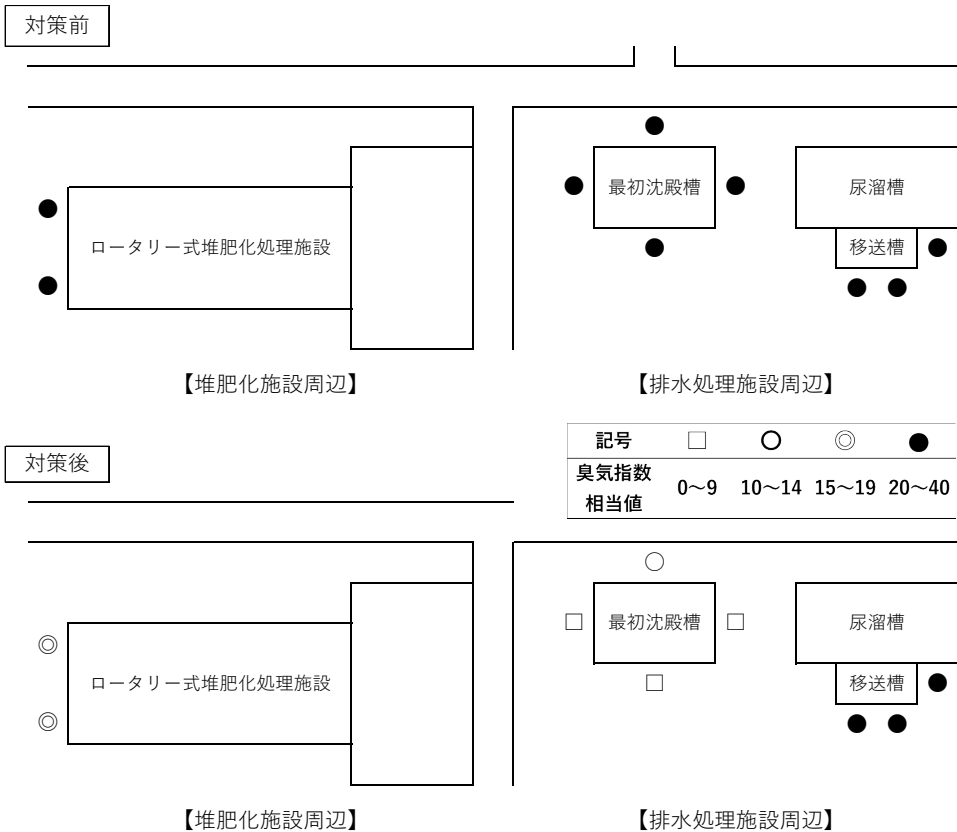 対策前
最初沈殿槽
尿溜槽
ロータリー式堆肥化処理施設
移送槽
【堆肥化施設周辺】
【排水処理施設周辺】
対策後
記号 □ ○ ◎ ●
臭気指数相当値 0～9 10～14 15～19 20～40
最初沈殿槽
尿溜槽
ロータリー式堆肥化処理施設
移送槽
【堆肥化施設周辺】
【排水処理施設周辺】